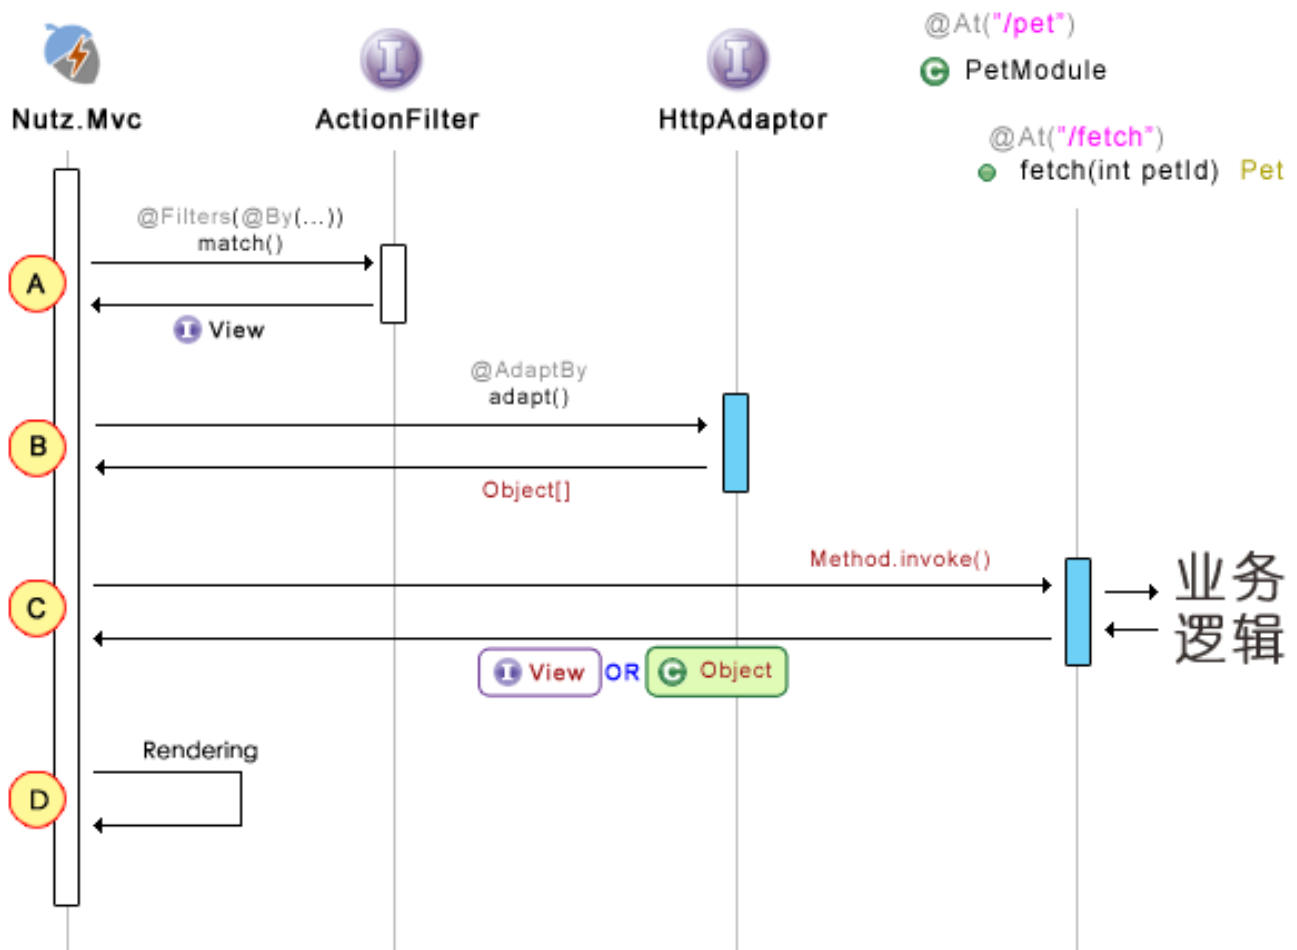 @At("/pet")
C PetModule
Nutz.Mvc
I ActionFilter
I HttpAdaptor
@At("/fetch")
fetch(int petId) Pet
@Filters(@By(...))
match()
A
I View
@AdaptBy
adapt()
B
Object[]
Method.invoke()
业务
逻辑
C
I View OR C Object
Rendering
D